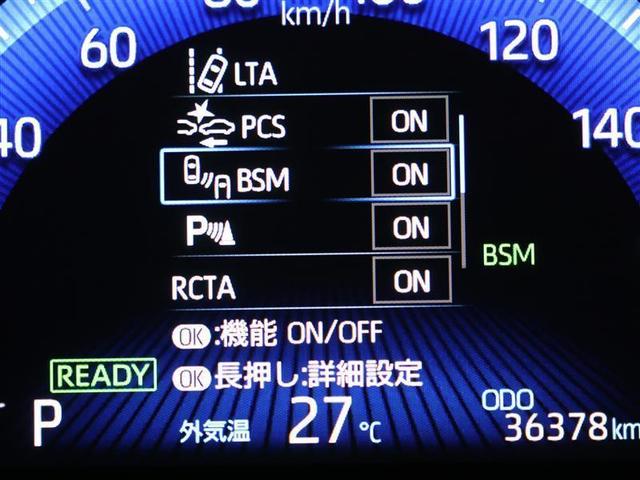 km/h
60
100
120
40
140
LTA
PCS ON
BSM ON
P ON
BSM
RCTA ON
OK:機能 ON/OFF
READY
OK長押し:詳細設定
P
外気温 27℃
ODO
36378km